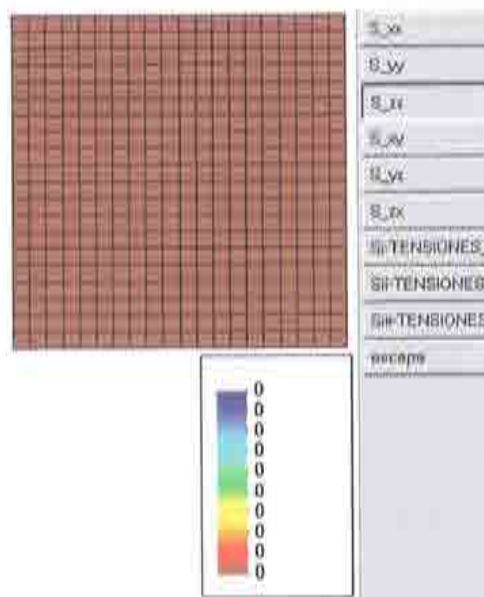 S_xx
S_yy
S_zz
S_xy
S_yz
S_zx
Si-TENSIONES_
Sii-TENSIONES
Siii-TENSIONES
escape
0
0
0
0
0
0
0
0
0
0